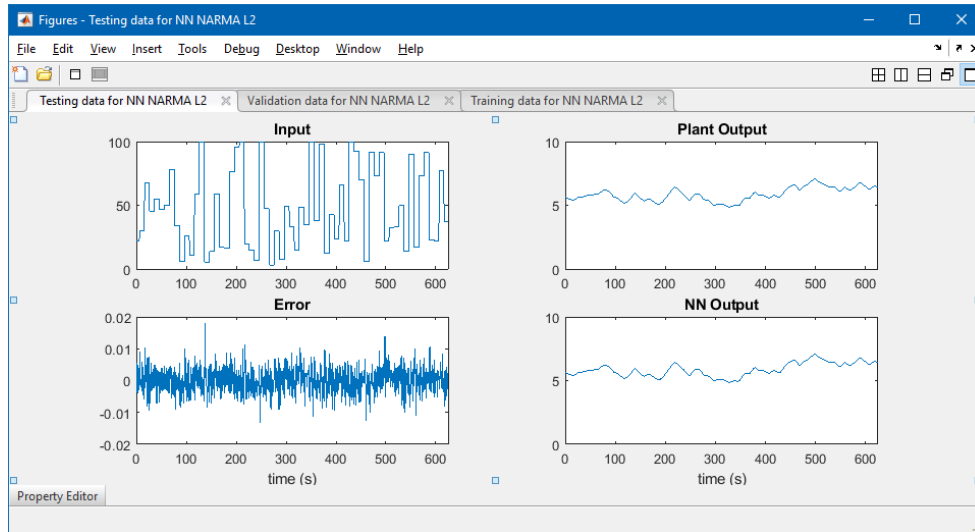 Figures - Testing data for NN NARMA L2
File Edit View Insert Tools Debug Desktop Window Help
Testing data for NN NARMA L2
Validation data for NN NARMA L2
Training data for NN NARMA L2
Input
100
50
0
0 100 200 300 400 500 600
Plant Output
10
5
0
0 100 200 300 400 500 600
Error
0.02
0.01
0
-0.01
-0.02
0 100 200 300 400 500 600
time (s)
NN Output
10
5
0
0 100 200 300 400 500 600
time (s)
Property Editor